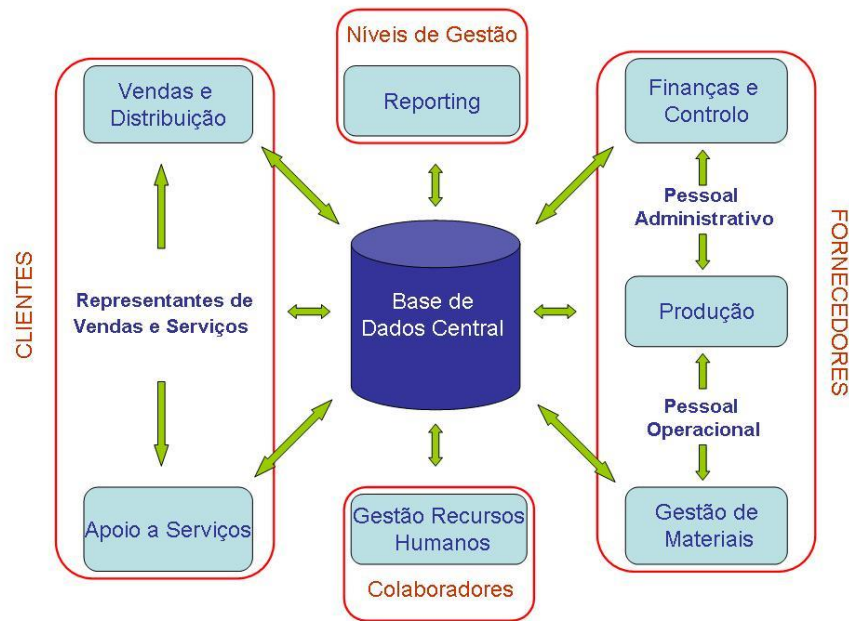 Níveis de Gestão
Reporting
Vendas e
Distribuição
Finanças e
Controlo
CLIENTES
Representantes de
Vendas e Serviços
Base de
Dados Central
Pessoal
Administrativo
Produção
Pessoal
Operacional
FORNECEDORES
Apoio a Serviços
Gestão Recursos
Humanos
Colaboradores
Gestão de
Materiais